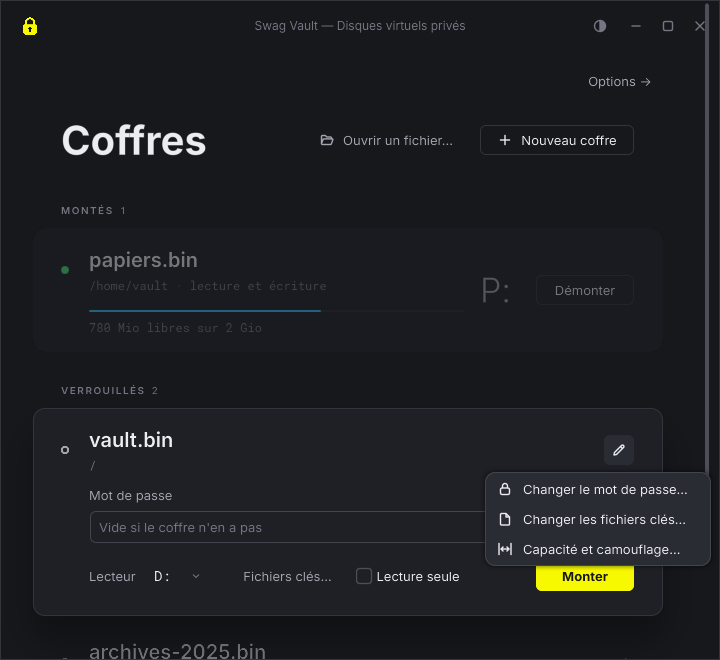 Swag Vault — Disques virtuels privés
Options →
Coffres
Ouvrir un fichier...
+ Nouveau coffre
MONTÉS 1
papiers.bin
/home/vault · lecture et écriture
P:
Démonter
780 Mio libres sur 2 Gio
VERROUILLÉS 2
vault.bin
/
Mot de passe
Vide si le coffre n'en a pas
Changer le mot de passe...
Changer les fichiers clés...
Capacité et camouflage...
Lecteur D: Fichiers clés... Lecture seule
Monter
archives-2025.bin